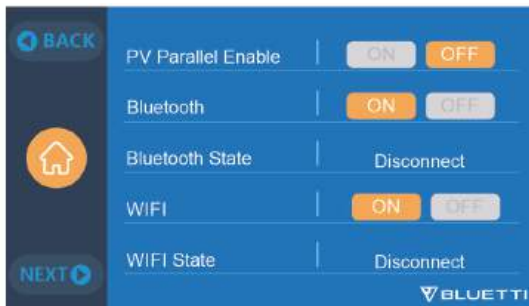 BACK
PV Parallel Enable ON OFF
Bluetooth ON OFF
Bluetooth State Disconnect
WIFI ON OFF
WIFI State Disconnect
NEXT
BLUETTI